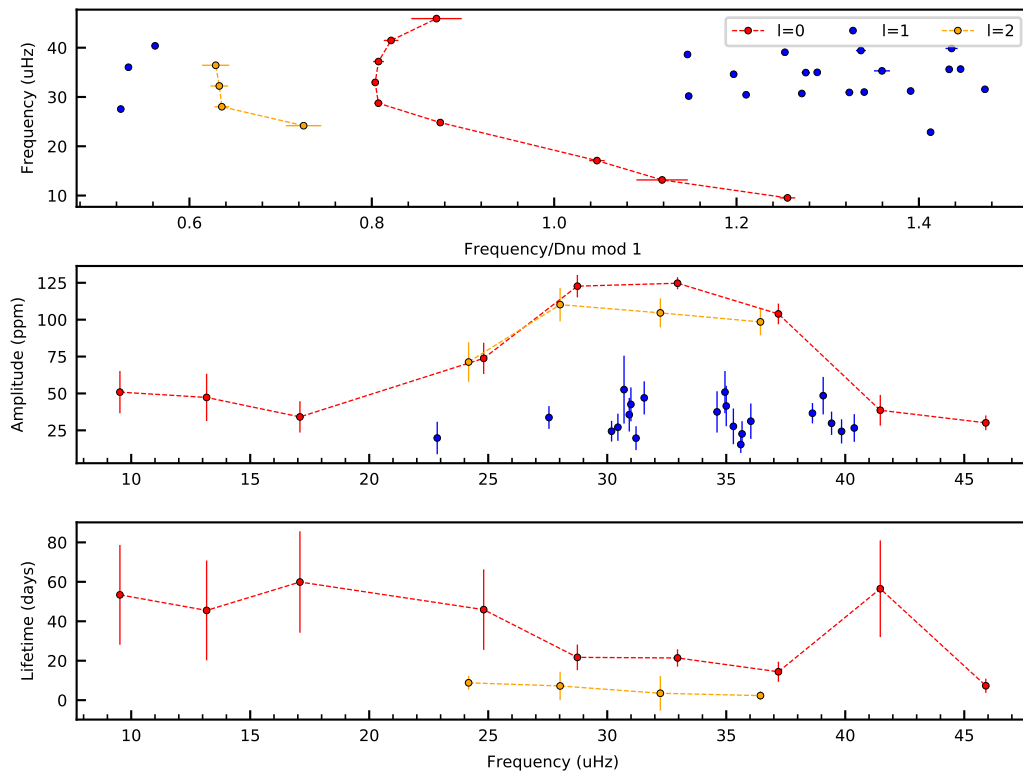 l=0 l=1 l=2
Frequency (uHz)
40
30
20
10
0.6 0.8 1.0 1.2 1.4
Frequency/Dnu mod 1
Amplitude (ppm)
125
100
75
50
25
10 15 20 25 30 35 40 45
Lifetime (days)
80
60
40
20
0
10 15 20 25 30 35 40 45
Frequency (uHz)